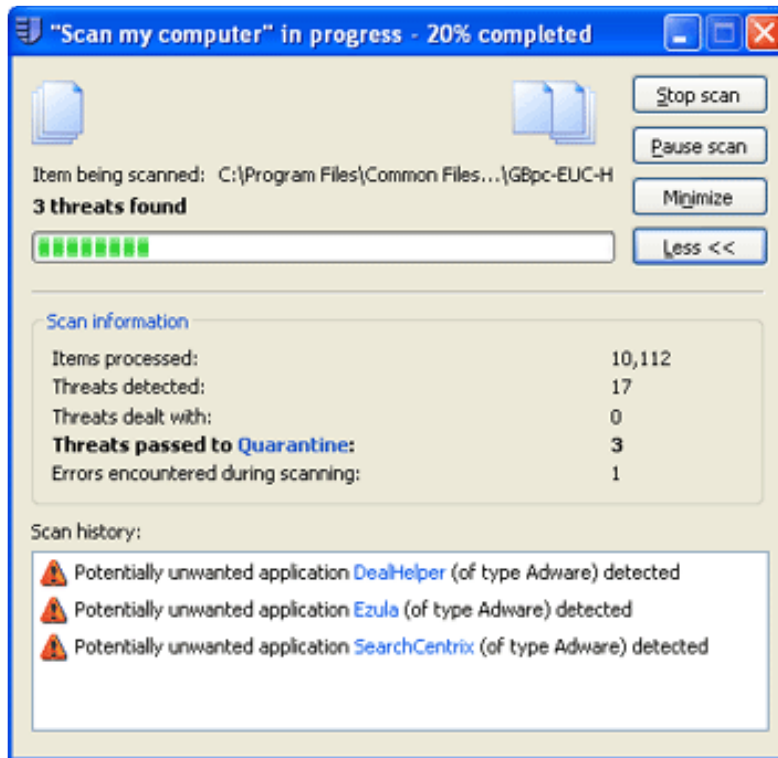 "Scan my computer" in progress - 20% completed
Stop scan
Pause scan
Item being scanned: C:\Program Files\Common Files...\GBpc-EUC-H
Minimize
3 threats found
Less <<
Scan information
Items processed: 10,112
Threats detected: 17
Threats dealt with: 0
Threats passed to Quarantine: 3
Errors encountered during scanning: 1
Scan history:
Potentially unwanted application DealHelper (of type Adware) detected
Potentially unwanted application Ezula (of type Adware) detected
Potentially unwanted application SearchCentrix (of type Adware) detected